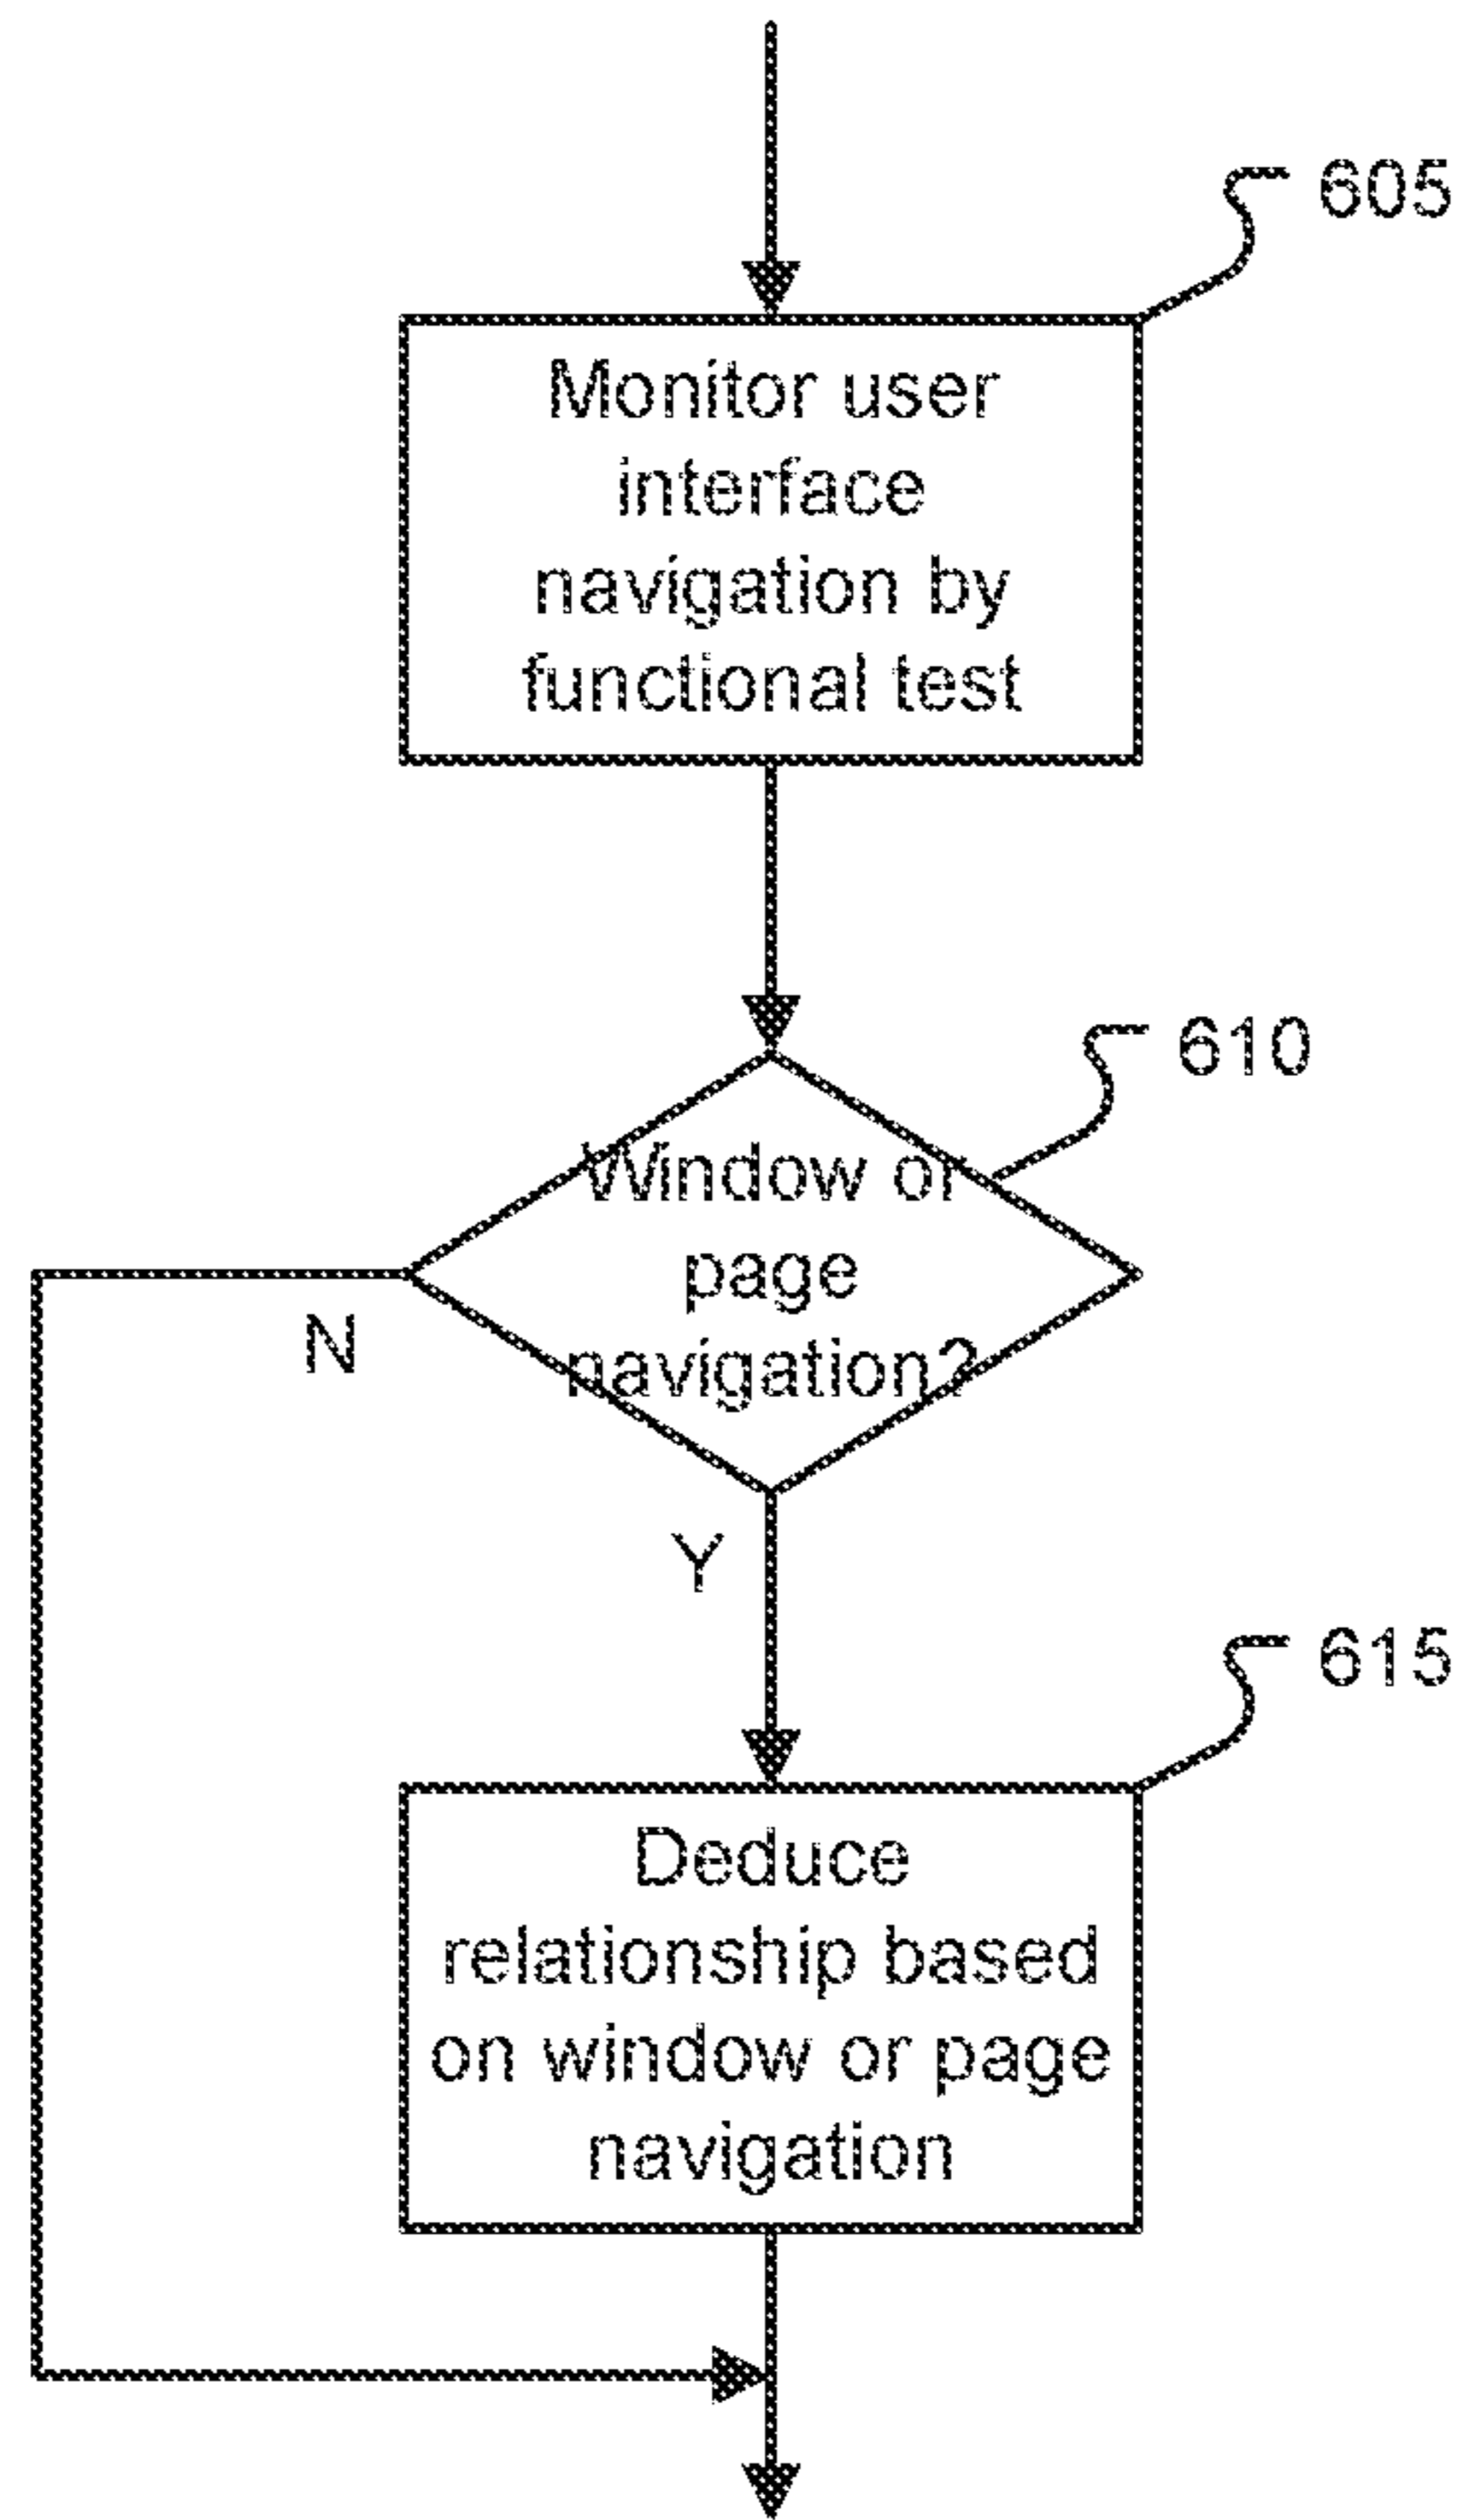 605
Monitor user
interface
navigation by
functional test
610
Window or
page
navigation?
N
Y
615
Deduce
relationship based
on window or page
navigation